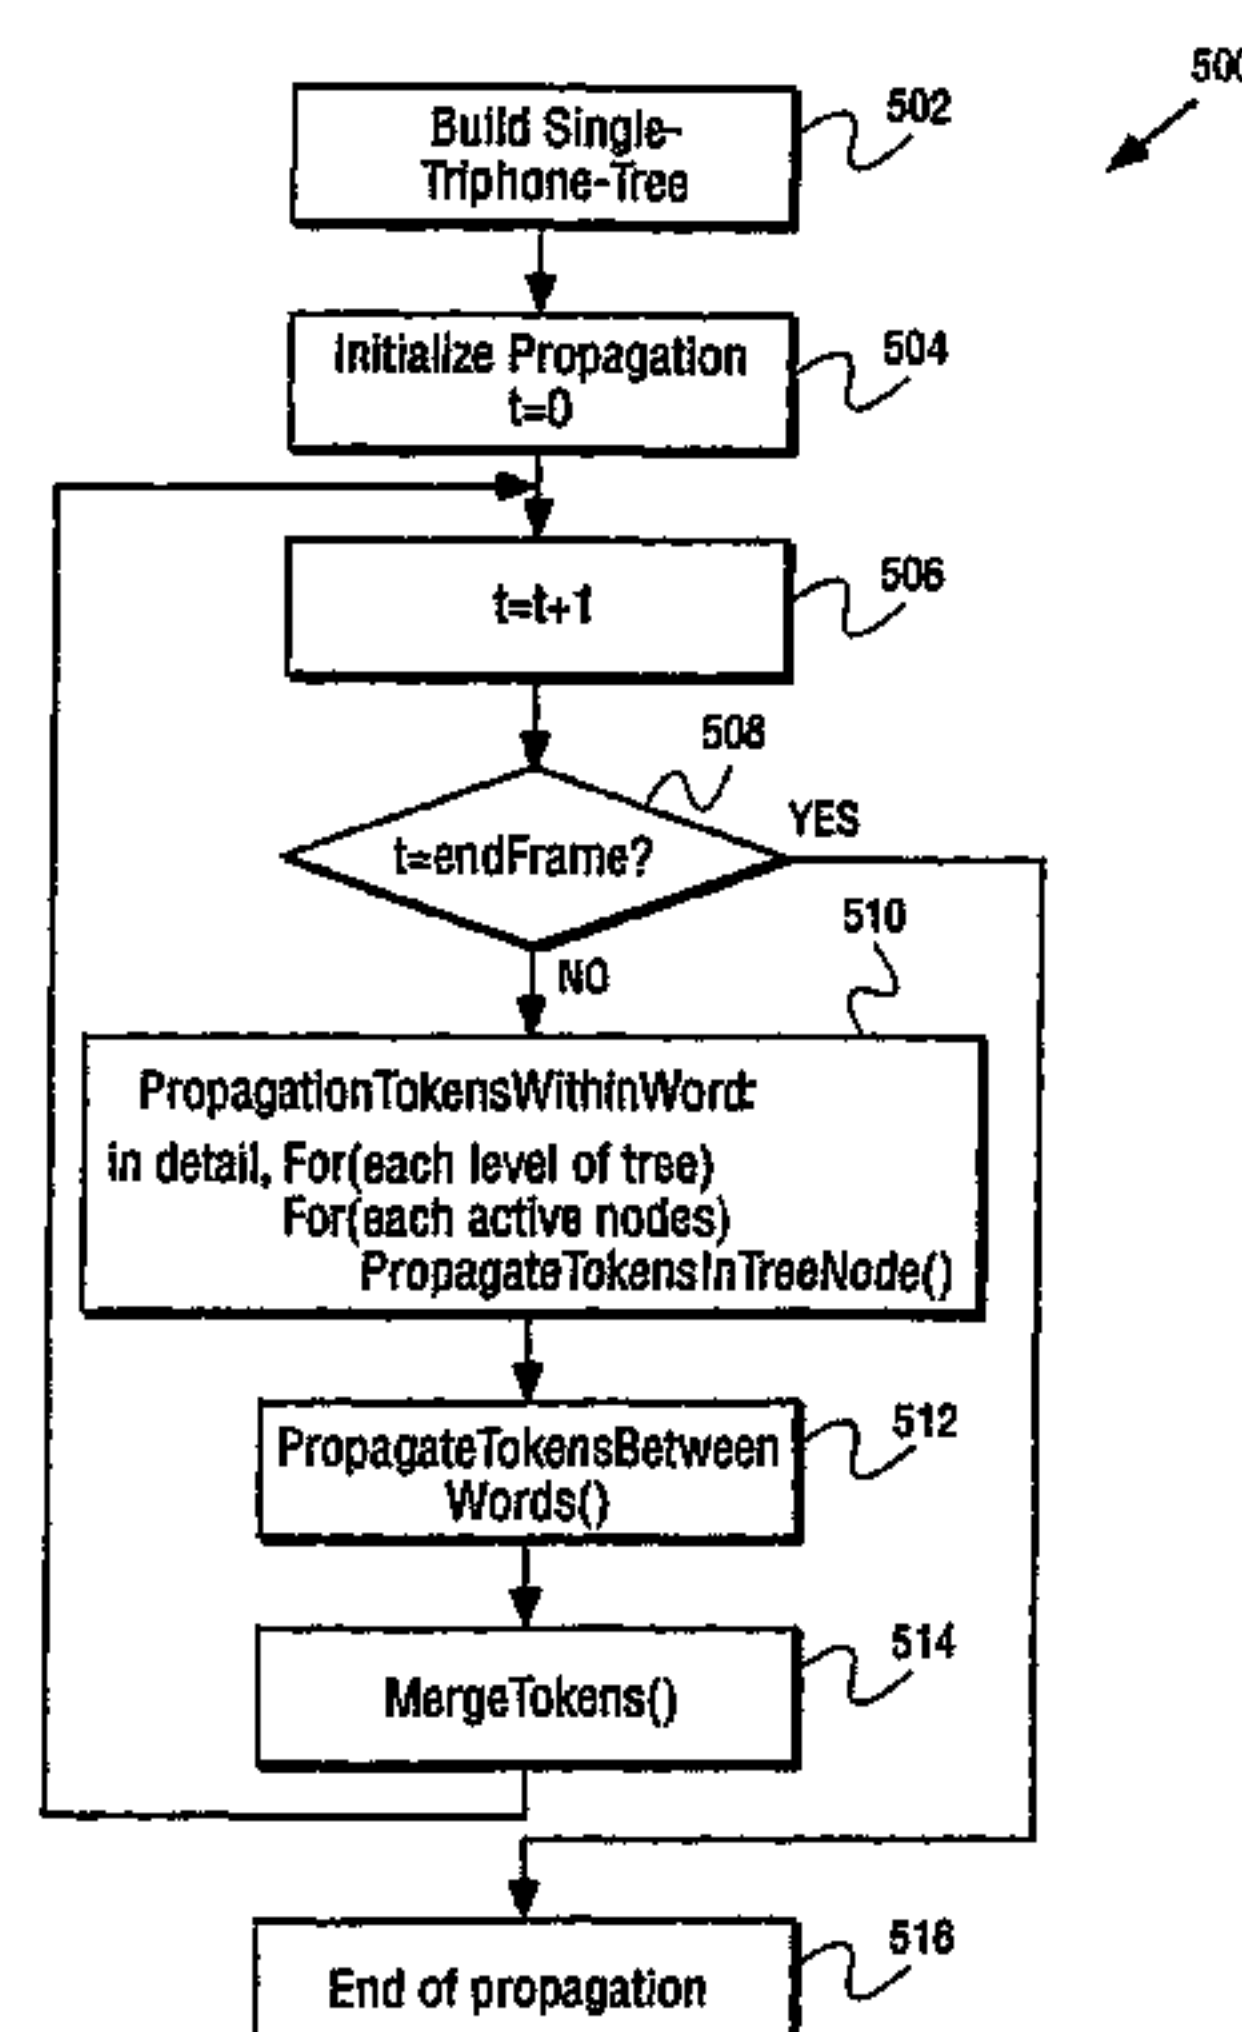 Build Single-
Triphone-Tree
502
Initialize Propagation
t=0
504
t=t+1
506
508
t=endFrame?
YES
NO
510
PropagationTokensWithinWord:
in detail, For(each level of tree)
For(each active nodes)
PropagateTokensInTreeNode()
PropagateTokensBetween
Words()
512
MergeTokens()
514
End of propagation
516